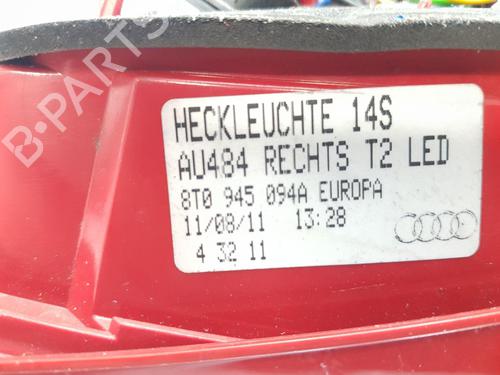 HECKLEUCHTE 14S
AU484 RECHTS T2 LED
8T0 945 094A EUROPA
11/08/11 13:28
4 32 11
B-PARTS